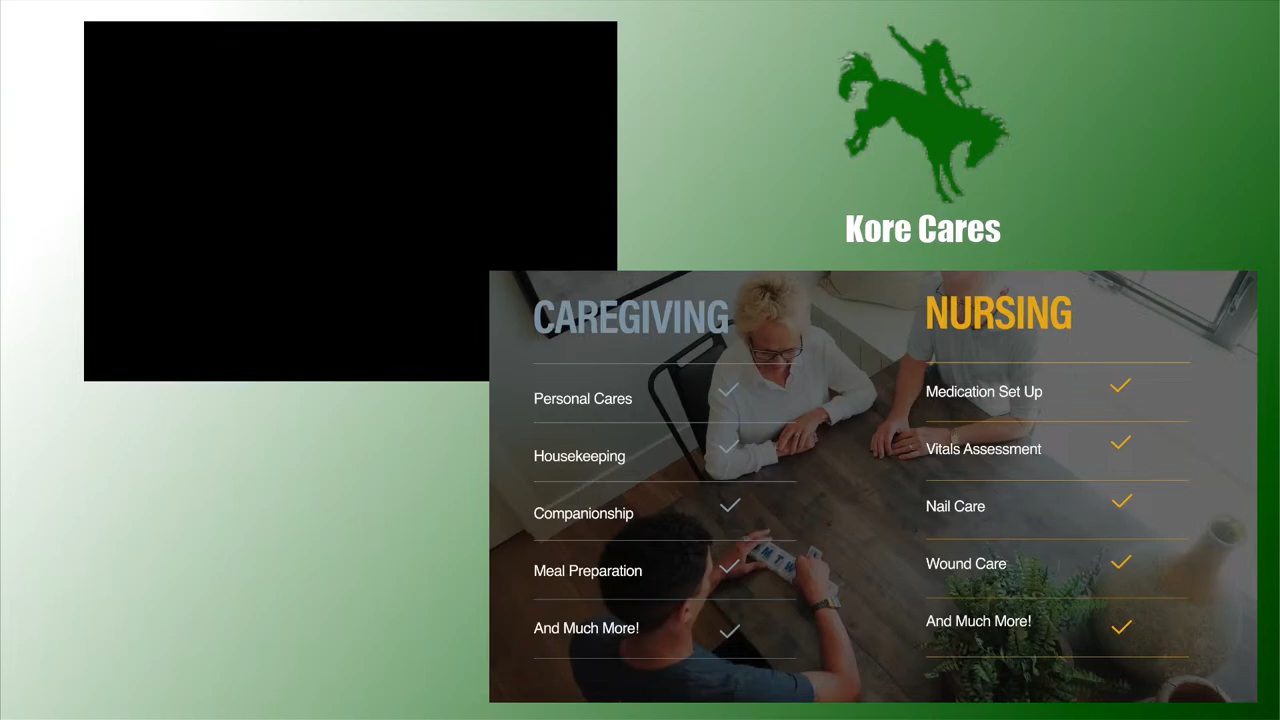 Kore Cares
CAREGIVING
Personal Cares
Housekeeping
Companionship
Meal Preparation
And Much More!
NURSING
Medication Set Up
Vitals Assessment
Nail Care
Wound Care
And Much More!
M T W